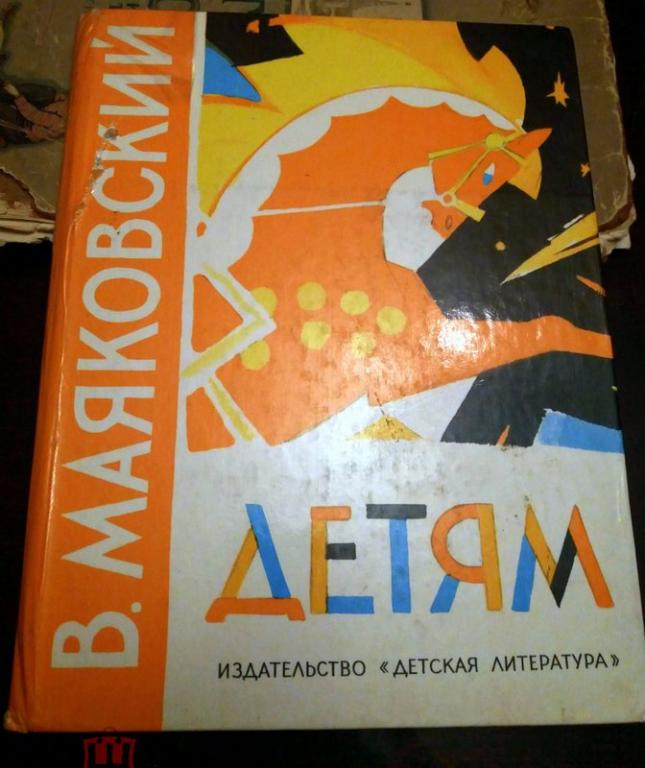 В. МАЯКОВСКИЙ
ДЕТЯМ
ИЗДАТЕЛЬСТВО «ДЕТСКАЯ ЛИТЕРАТУРА»